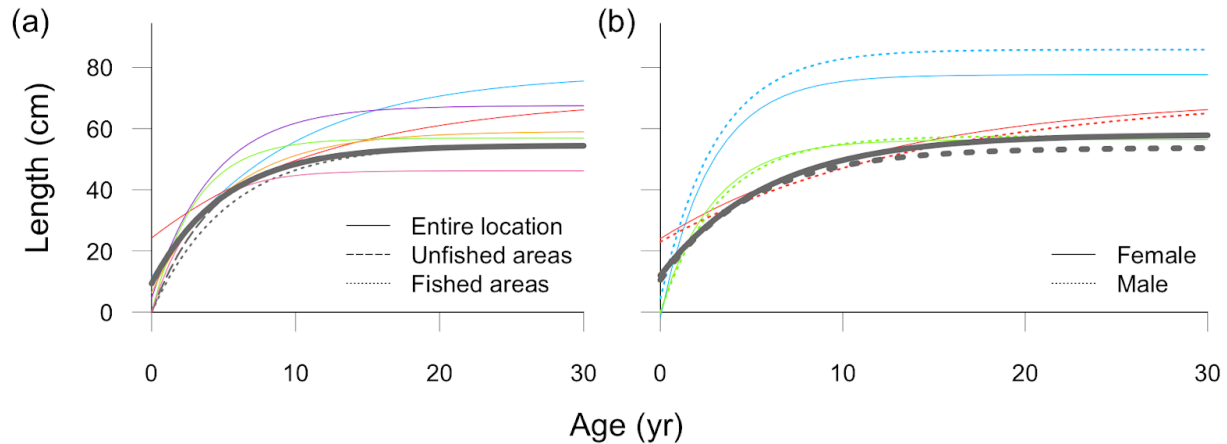 (a)
(b)
Length (cm)
80
60
40
20
0
Entire location
Unfished areas
Fished areas
Female
Male
0 10 20 30
0 10 20 30
Age (yr)